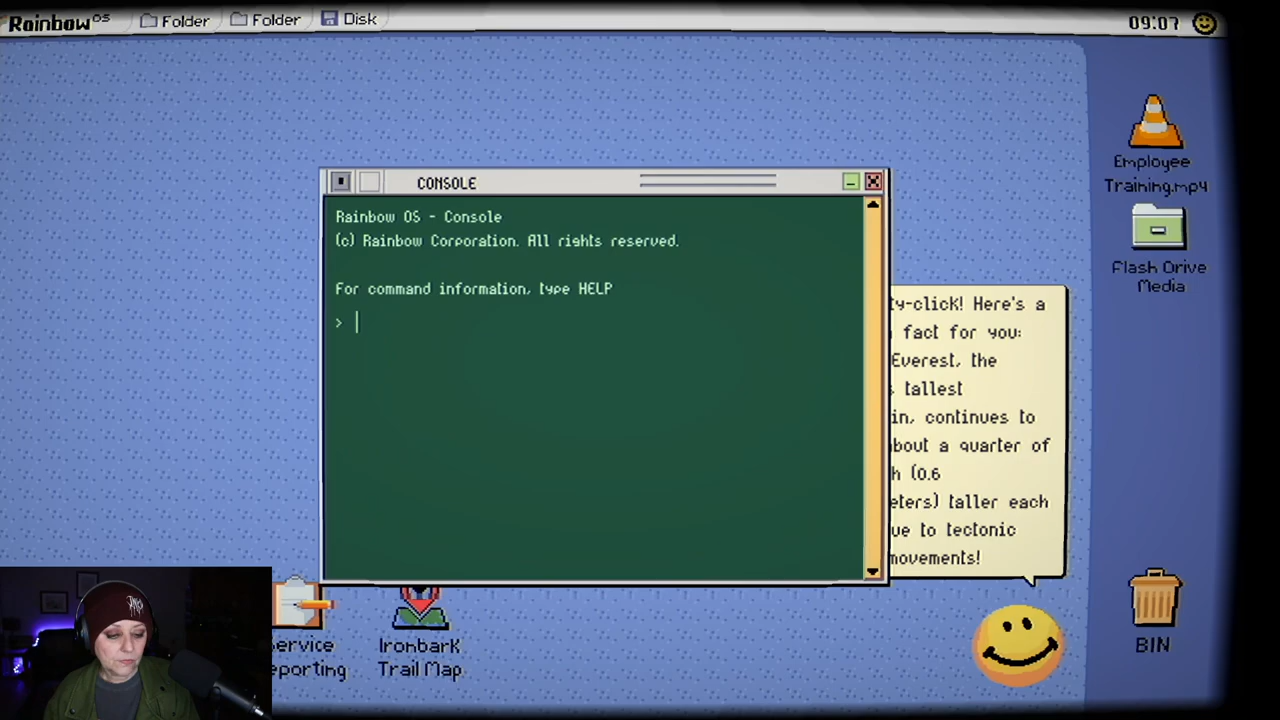 Rainbow OS
Folder
Folder
Disk
09:07
Employee
Training.mp4
Flash Drive
Media
CONSOLE
Rainbow OS - Console
(c) Rainbow Corporation. All rights reserved.
For command information, type HELP
>
ty-click! Here's a
fact for you:
Everest, the
tallest
in, continues to
about a quarter of
h (0.6
eters) taller each
ue to tectonic
movements!
ervice
eporting
Ironbark
Trail Map
BIN